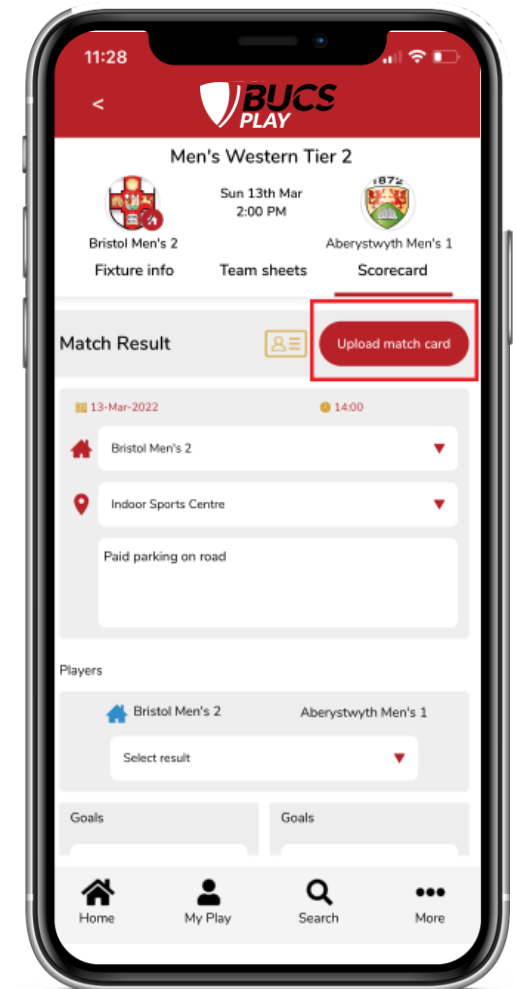 11:28
<
BUCS
PLAY
Men's Western Tier 2
1872
Sun 13th Mar
2:00 PM
Bristol Men's 2
Aberystwyth Men's 1
Fixture info
Team sheets
Scorecard
Match Result
Upload match card
13-Mar-2022
14:00
Bristol Men's 2
Indoor Sports Centre
Paid parking on road
Players
Bristol Men's 2
Aberystwyth Men's 1
Select result
Goals
Goals
Home
My Play
Search
More